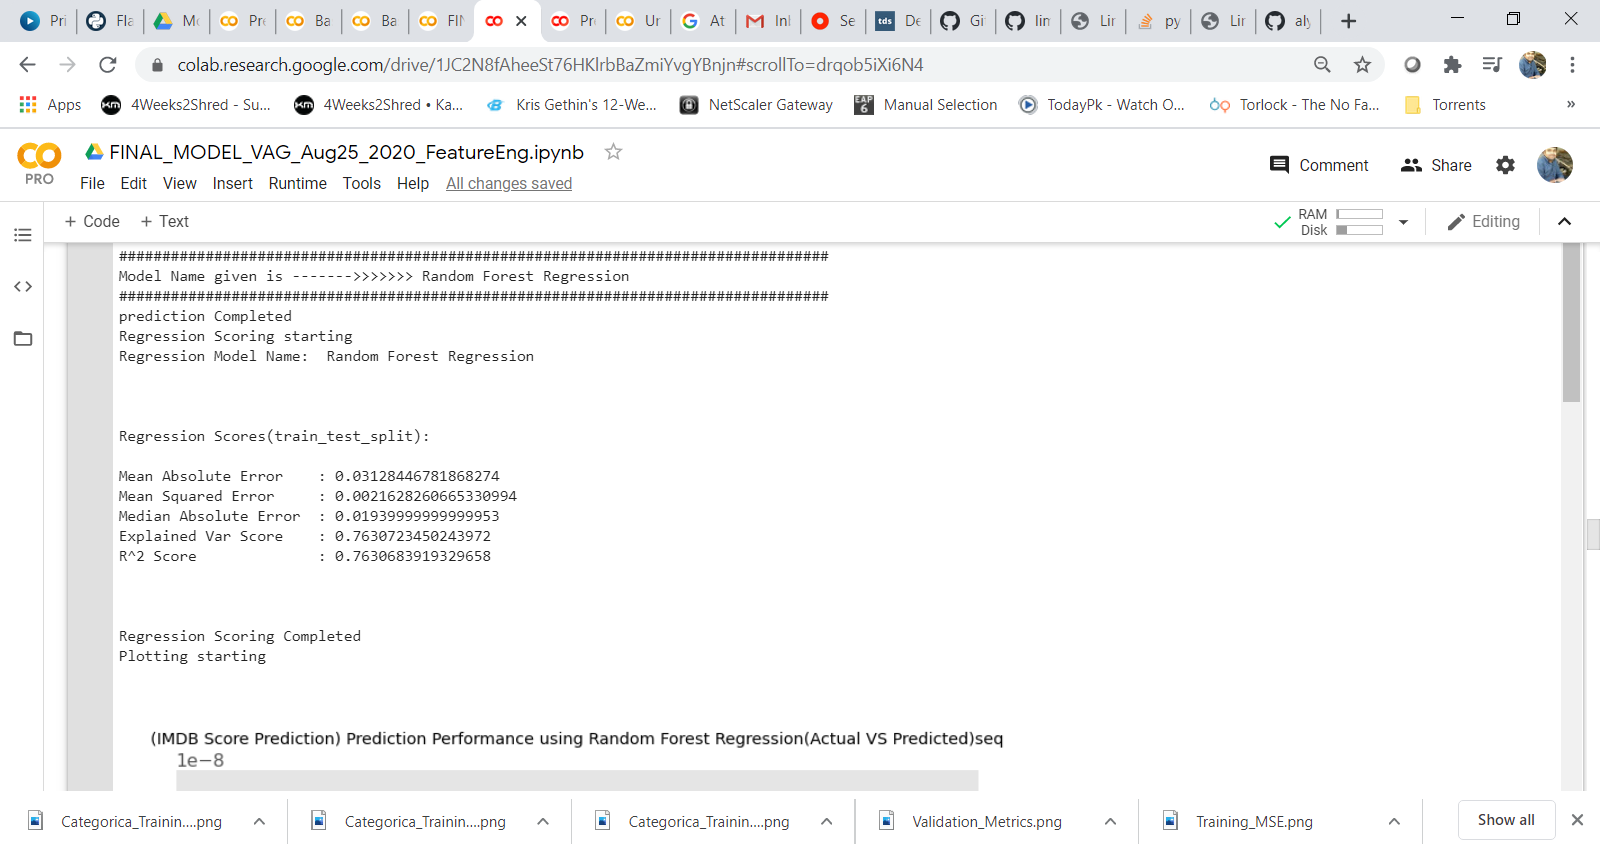 Pri
Fla
Mo
Pre
Ba
Ba
FIN
Pr
Un
At
Inl
Se
tds
De
Gi
lin
Lir
py
Lir
aly
colab.research.google.com/drive/1JC2N8fAheeSt76HKlrbBaZmiYvgYBnjn#scrollTo=drqob5iXi6N4
Apps
4Weeks2Shred - Su...
4Weeks2Shred • Ka...
Kris Gethin's 12-We...
NetScaler Gateway
EAP 6
Manual Selection
TodayPk - Watch O...
Torlock - The No Fa...
Torrents
»
PRO
FINAL_MODEL_VAG_Aug25_2020_FeatureEng.ipynb
Comment
Share
File Edit View Insert Runtime Tools Help All changes saved
+ Code + Text
RAM
Disk
Editing
###############################################################################
Model Name given is ------->>>>>>> Random Forest Regression
###############################################################################
prediction Completed
Regression Scoring starting
Regression Model Name:  Random Forest Regression
Regression Scores(train_test_split):
Mean Absolute Error    : 0.03128446781868274
Mean Squared Error     : 0.0021628260665330994
Median Absolute Error  : 0.01939999999999953
Explained Var Score    : 0.7630723450243972
R^2 Score              : 0.7630683919329658
Regression Scoring Completed
Plotting starting
(IMDB Score Prediction) Prediction Performance using Random Forest Regression(Actual VS Predicted)seq
1e−8
Categorica_Trainin....png
Categorica_Trainin....png
Categorica_Trainin....png
Validation_Metrics.png
Training_MSE.png
Show all